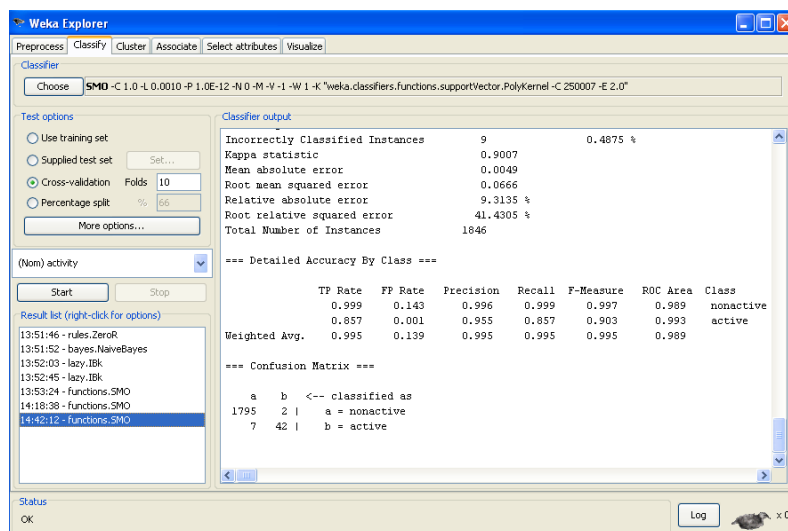 Weka Explorer
Preprocess Classify Cluster Associate Select attributes Visualize
Classifier
Choose SMO -C 1.0 -L 0.0010 -P 1.0E-12 -N 0 -M -V -1 -W 1 -K "weka.classifiers.functions.supportVector.PolyKernel -C 250007 -E 2.0"
Test options
Use training set
Supplied test set Set...
Cross-validation Folds 10
Percentage split % 66
More options...
(Nom) activity
Start Stop
Result list (right-click for options)
13:51:46 - rules.ZeroR
13:51:52 - bayes.NaiveBayes
13:52:03 - lazy.IBk
13:52:45 - lazy.IBk
13:53:24 - functions.SMO
14:18:38 - functions.SMO
14:42:12 - functions.SMO
Classifier output
Incorrectly Classified Instances 9 0.4875 %
Kappa statistic 0.9007
Mean absolute error 0.0049
Root mean squared error 0.0666
Relative absolute error 9.3135 %
Root relative squared error 41.4305 %
Total Number of Instances 1846
=== Detailed Accuracy By Class ===
TP Rate FP Rate Precision Recall F-Measure ROC Area Class
0.999 0.143 0.996 0.999 0.997 0.989 nonactive
0.857 0.001 0.955 0.857 0.903 0.993 active
Weighted Avg. 0.995 0.139 0.995 0.995 0.995 0.989
=== Confusion Matrix ===
a b <-- classified as
1795 2 | a = nonactive
7 42 | b = active
Status
OK
Log
x 0